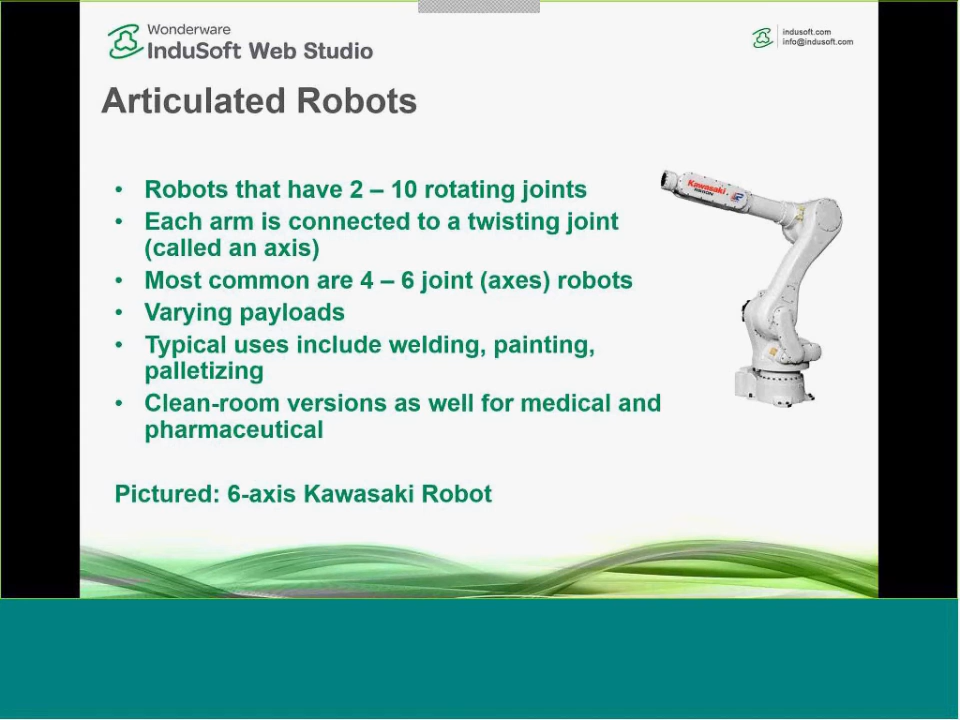 Wonderware
InduSoft Web Studio
indusoft.com
info@indusoft.com
Articulated Robots
• Robots that have 2 – 10 rotating joints
• Each arm is connected to a twisting joint
(called an axis)
• Most common are 4 – 6 joint (axes) robots
• Varying payloads
• Typical uses include welding, painting,
palletizing
• Clean-room versions as well for medical and
pharmaceutical
Kawasaki
Pictured: 6-axis Kawasaki Robot